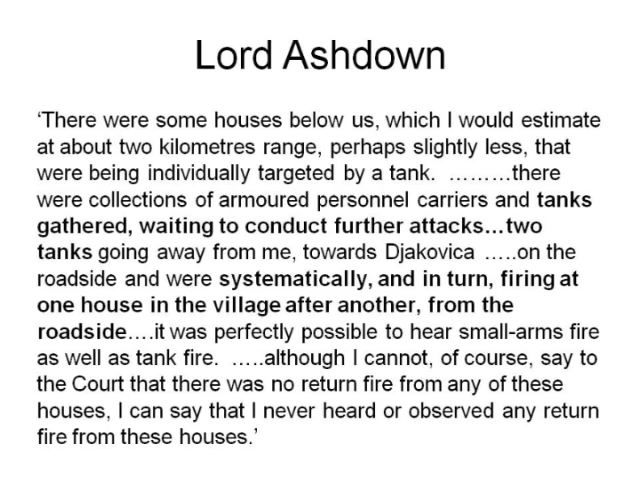 Lord Ashdown
‘There were some houses below us, which I would estimate
at about two kilometres range, perhaps slightly less, that
were being individually targeted by a tank.  ………there
were collections of armoured personnel carriers and tanks
gathered, waiting to conduct further attacks…two
tanks going away from me, towards Djakovica …..on the
roadside and were systematically, and in turn, firing at
one house in the village after another, from the
roadside….it was perfectly possible to hear small-arms fire
as well as tank fire.  …..although I cannot, of course, say to
the Court that there was no return fire from any of these
houses, I can say that I never heard or observed any return
fire from these houses.’